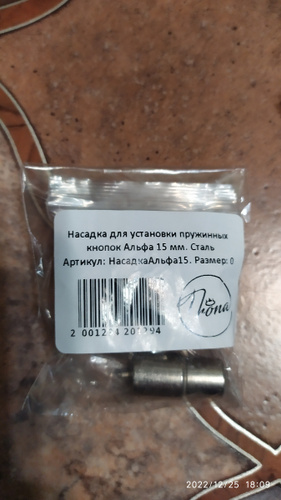 Насадка для установки пружинных
кнопок Альфа 15 мм. Сталь
Артикул: НасадкаАльфа15. Размер: 0
2022/12/25 18:09